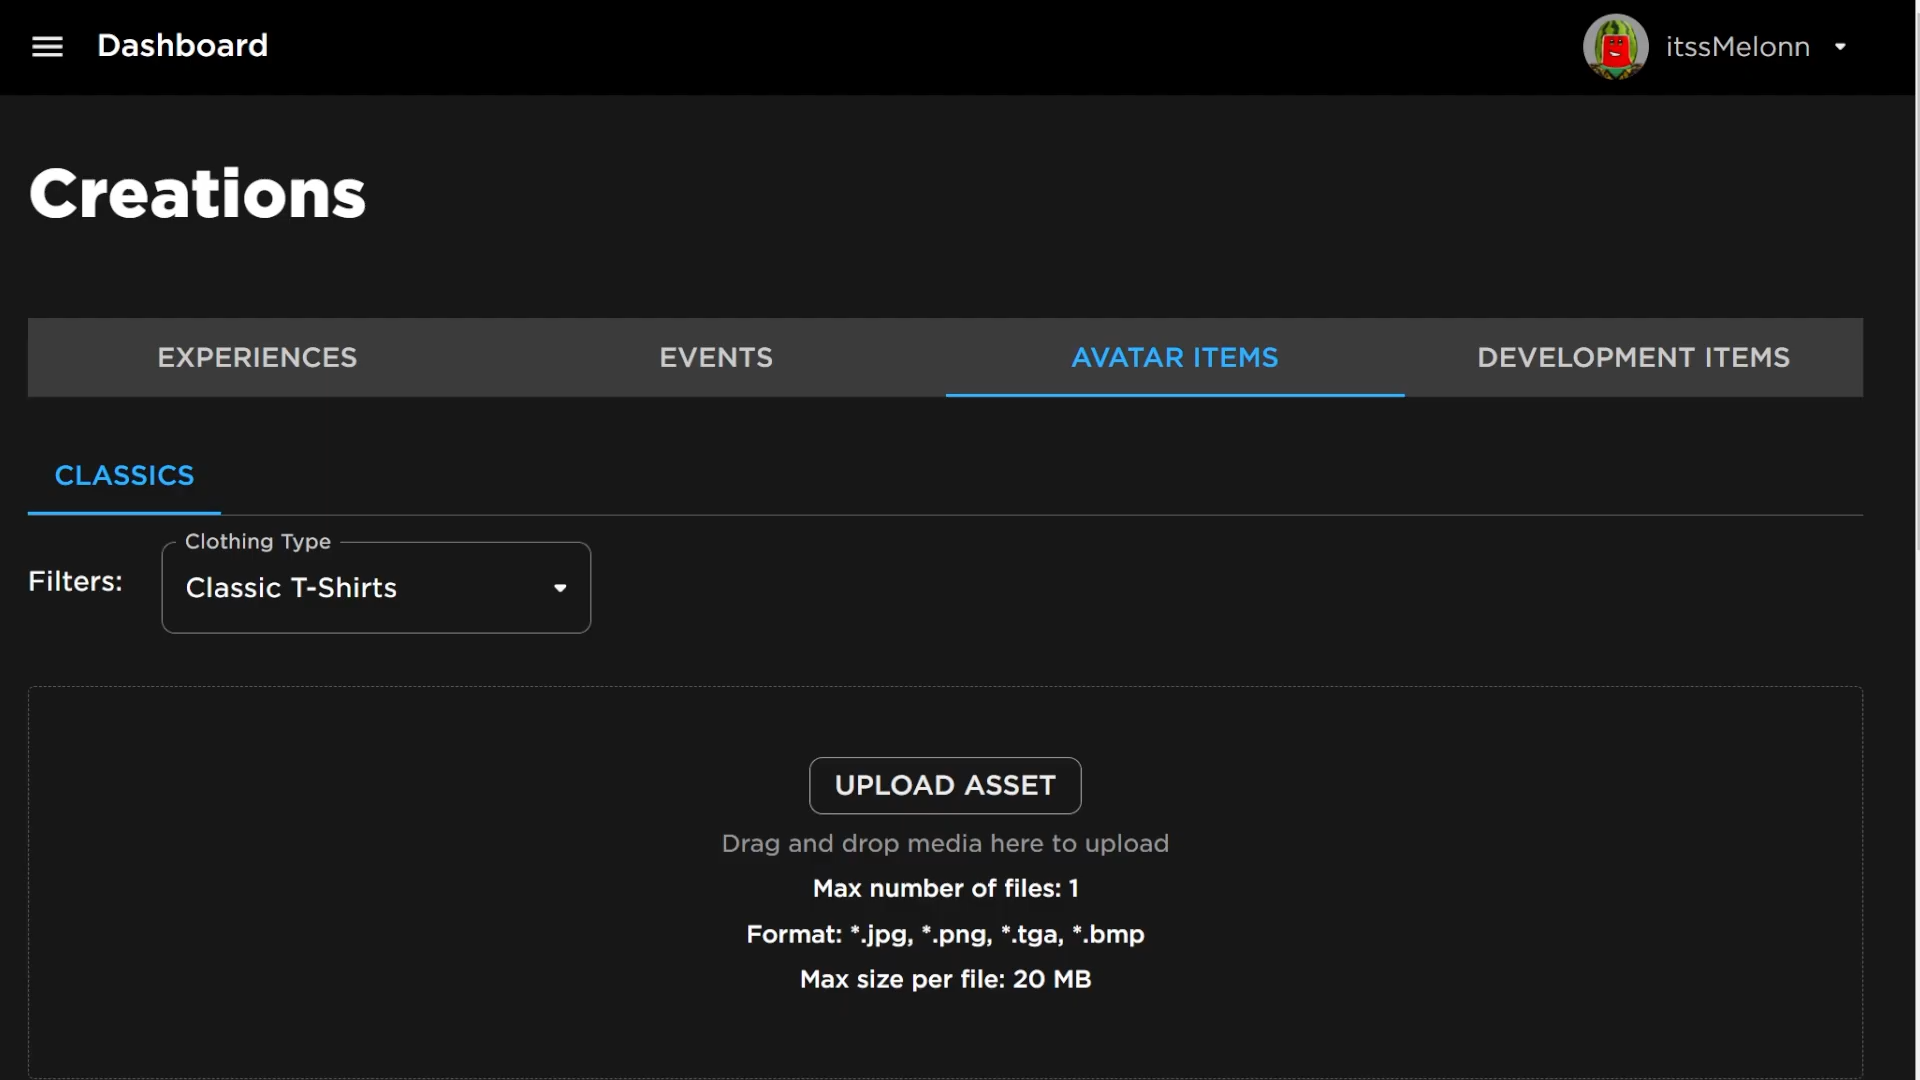 Dashboard
itssMelonn
Creations
EXPERIENCES
EVENTS
AVATAR ITEMS
DEVELOPMENT ITEMS
CLASSICS
Clothing Type
Filters:
Classic T-Shirts
UPLOAD ASSET
Drag and drop media here to upload
Max number of files: 1
Format: *.jpg, *.png, *.tga, *.bmp
Max size per file: 20 MB